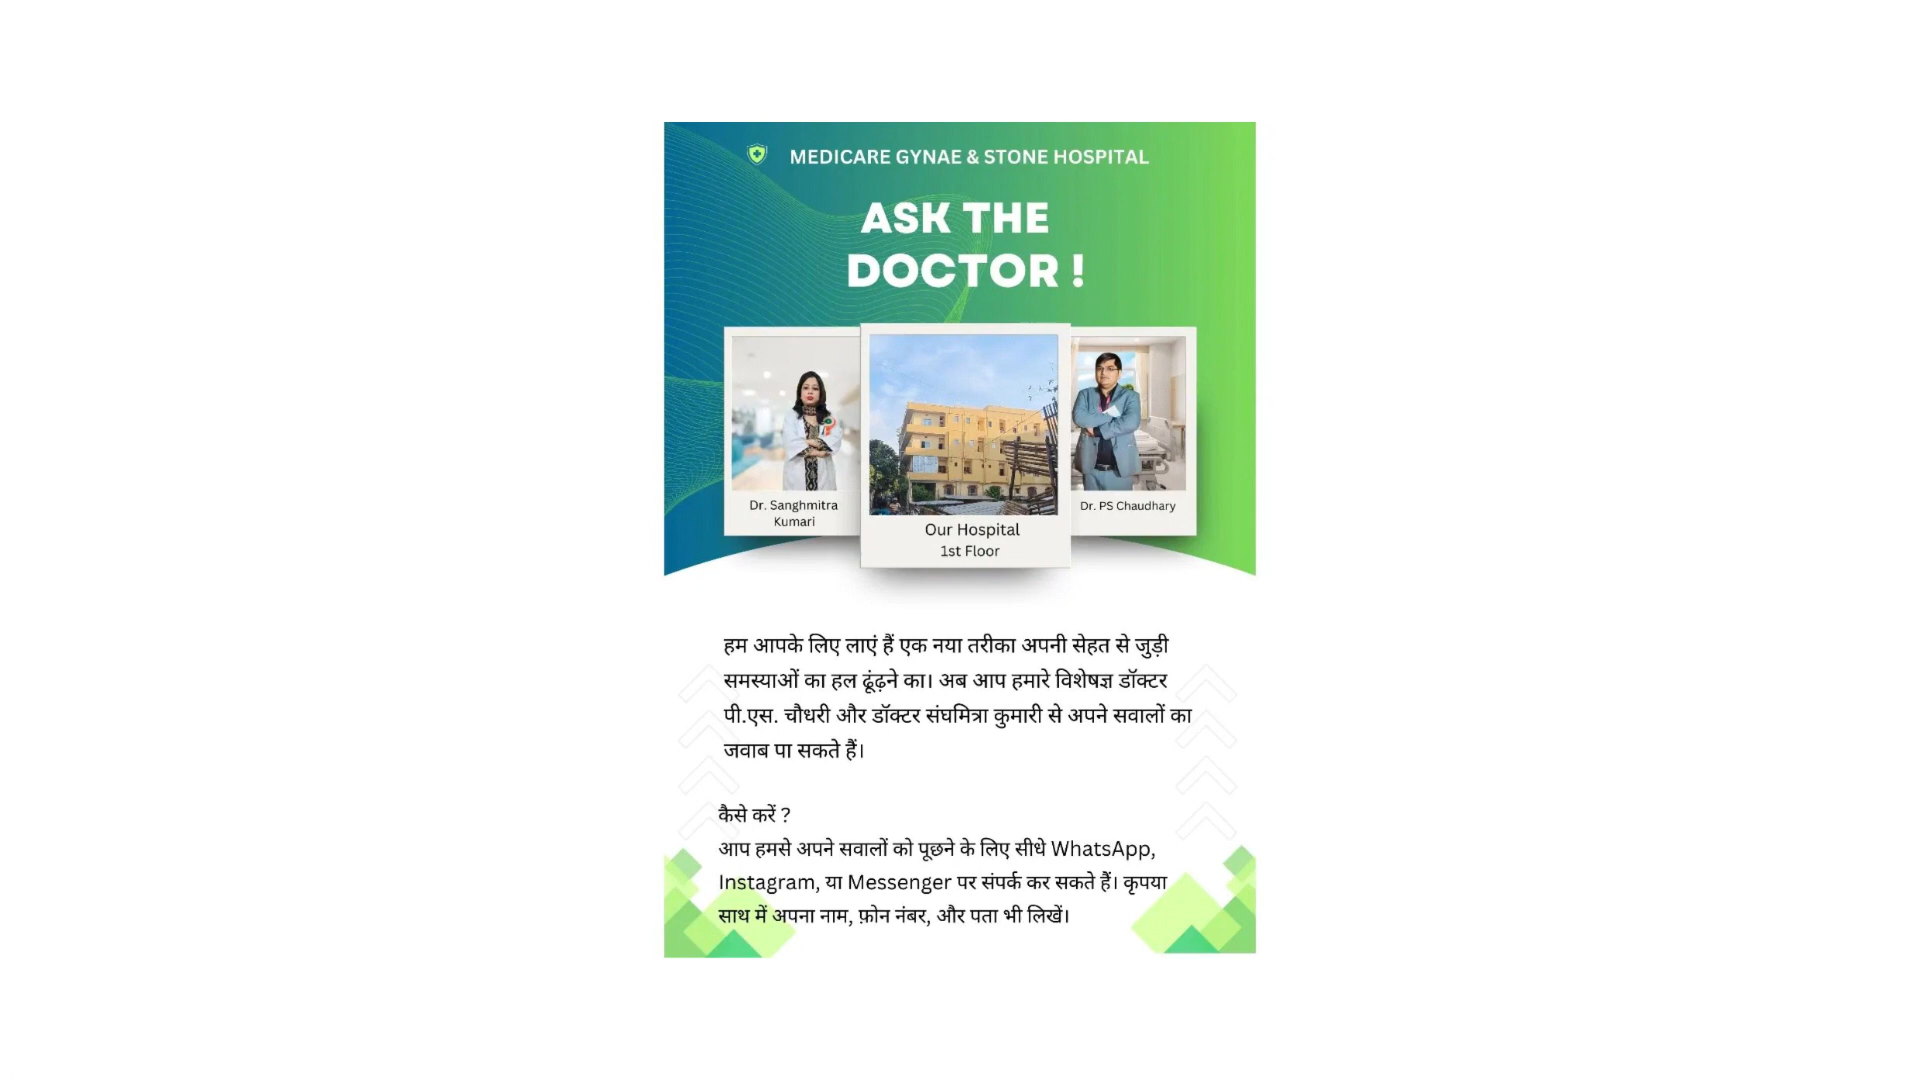 MEDICARE GYNAE & STONE HOSPITAL
ASK THE
DOCTOR !
Dr. Sanghmitra
Kumari
Our Hospital
1st Floor
Dr. PS Chaudhary
हम आपके लिए लाएं हैं एक नया तरीका अपनी सेहत से जुड़ी
समस्याओं का हल ढूंढ़ने का। अब आप हमारे विशेषज्ञ डॉक्टर
पी.एस. चौधरी और डॉक्टर संघमित्रा कुमारी से अपने सवालों का
जवाब पा सकते हैं।
कैसे करें ?
आप हमसे अपने सवालों को पूछने के लिए सीधे WhatsApp,
Instagram, या Messenger पर संपर्क कर सकते हैं। कृपया
साथ में अपना नाम, फ़ोन नंबर, और पता भी लिखें।